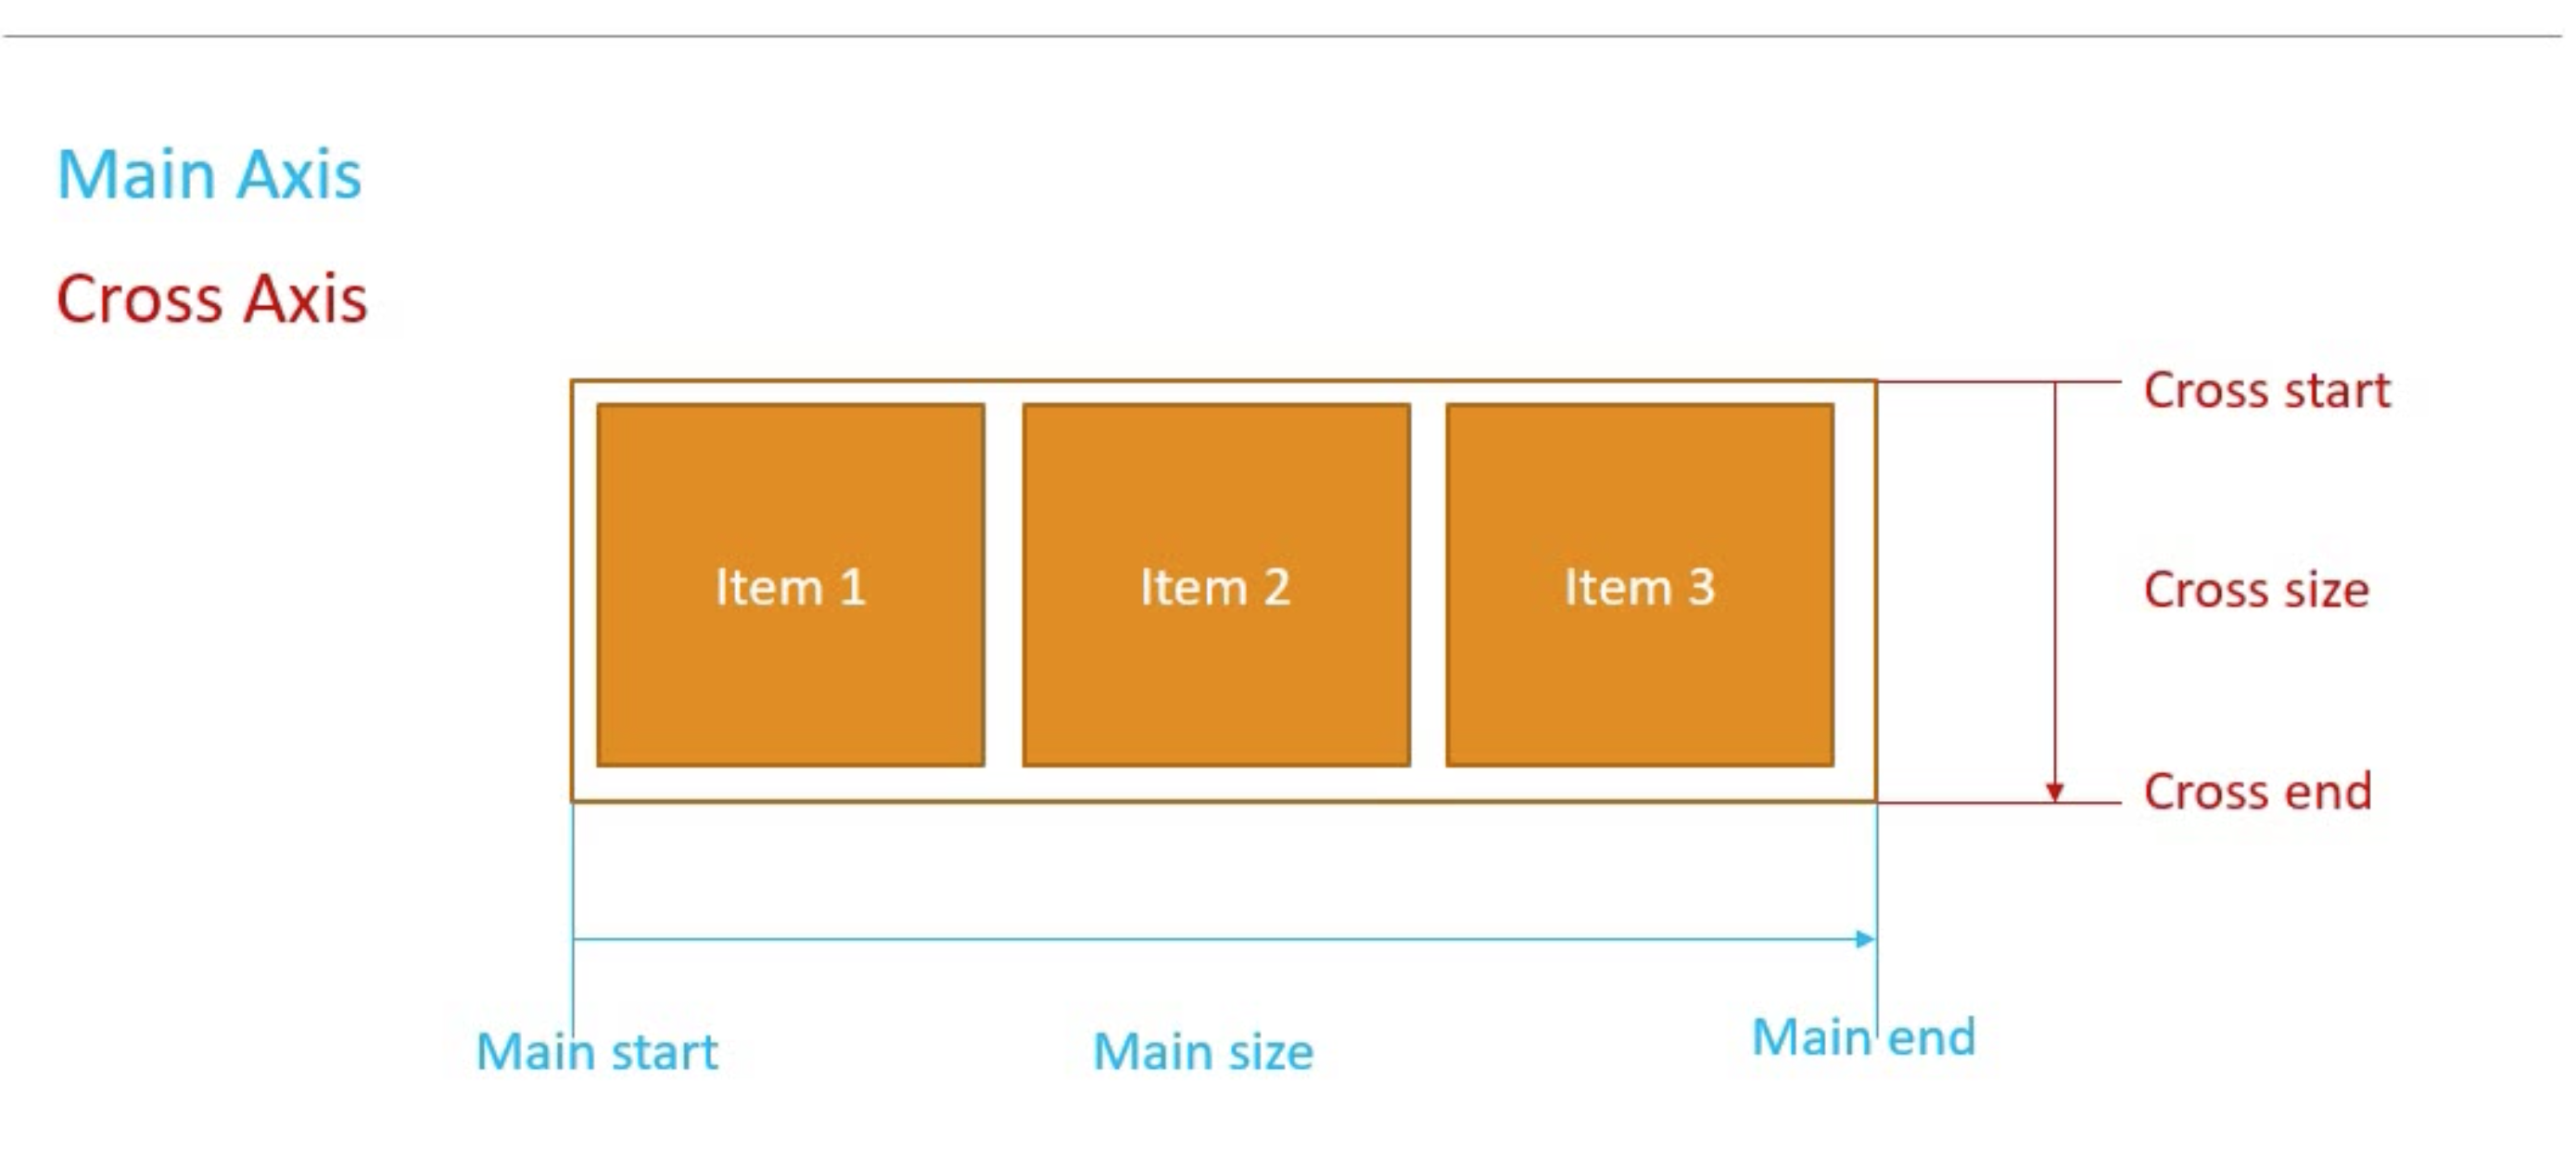 Main Axis
Cross Axis
Cross start
Item 1
Item 2
Item 3
Cross size
Cross end
Main start
Main size
Main end